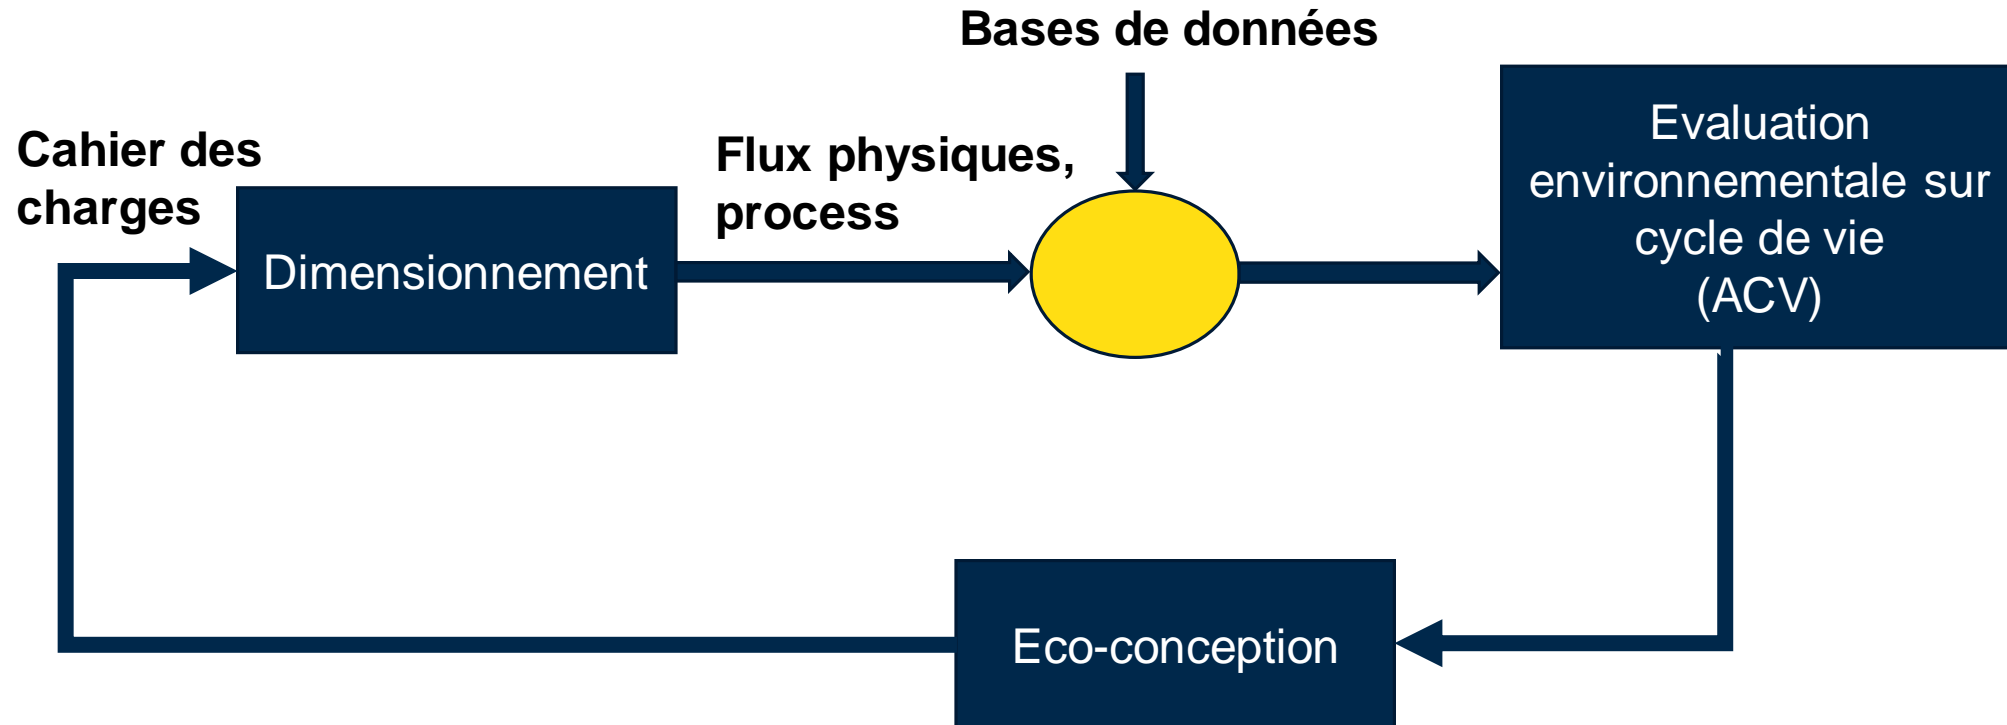 Bases de données
Cahier des
charges
Dimensionnement
Flux physiques,
process
Evaluation
environnementale sur
cycle de vie
(ACV)
Eco-conception